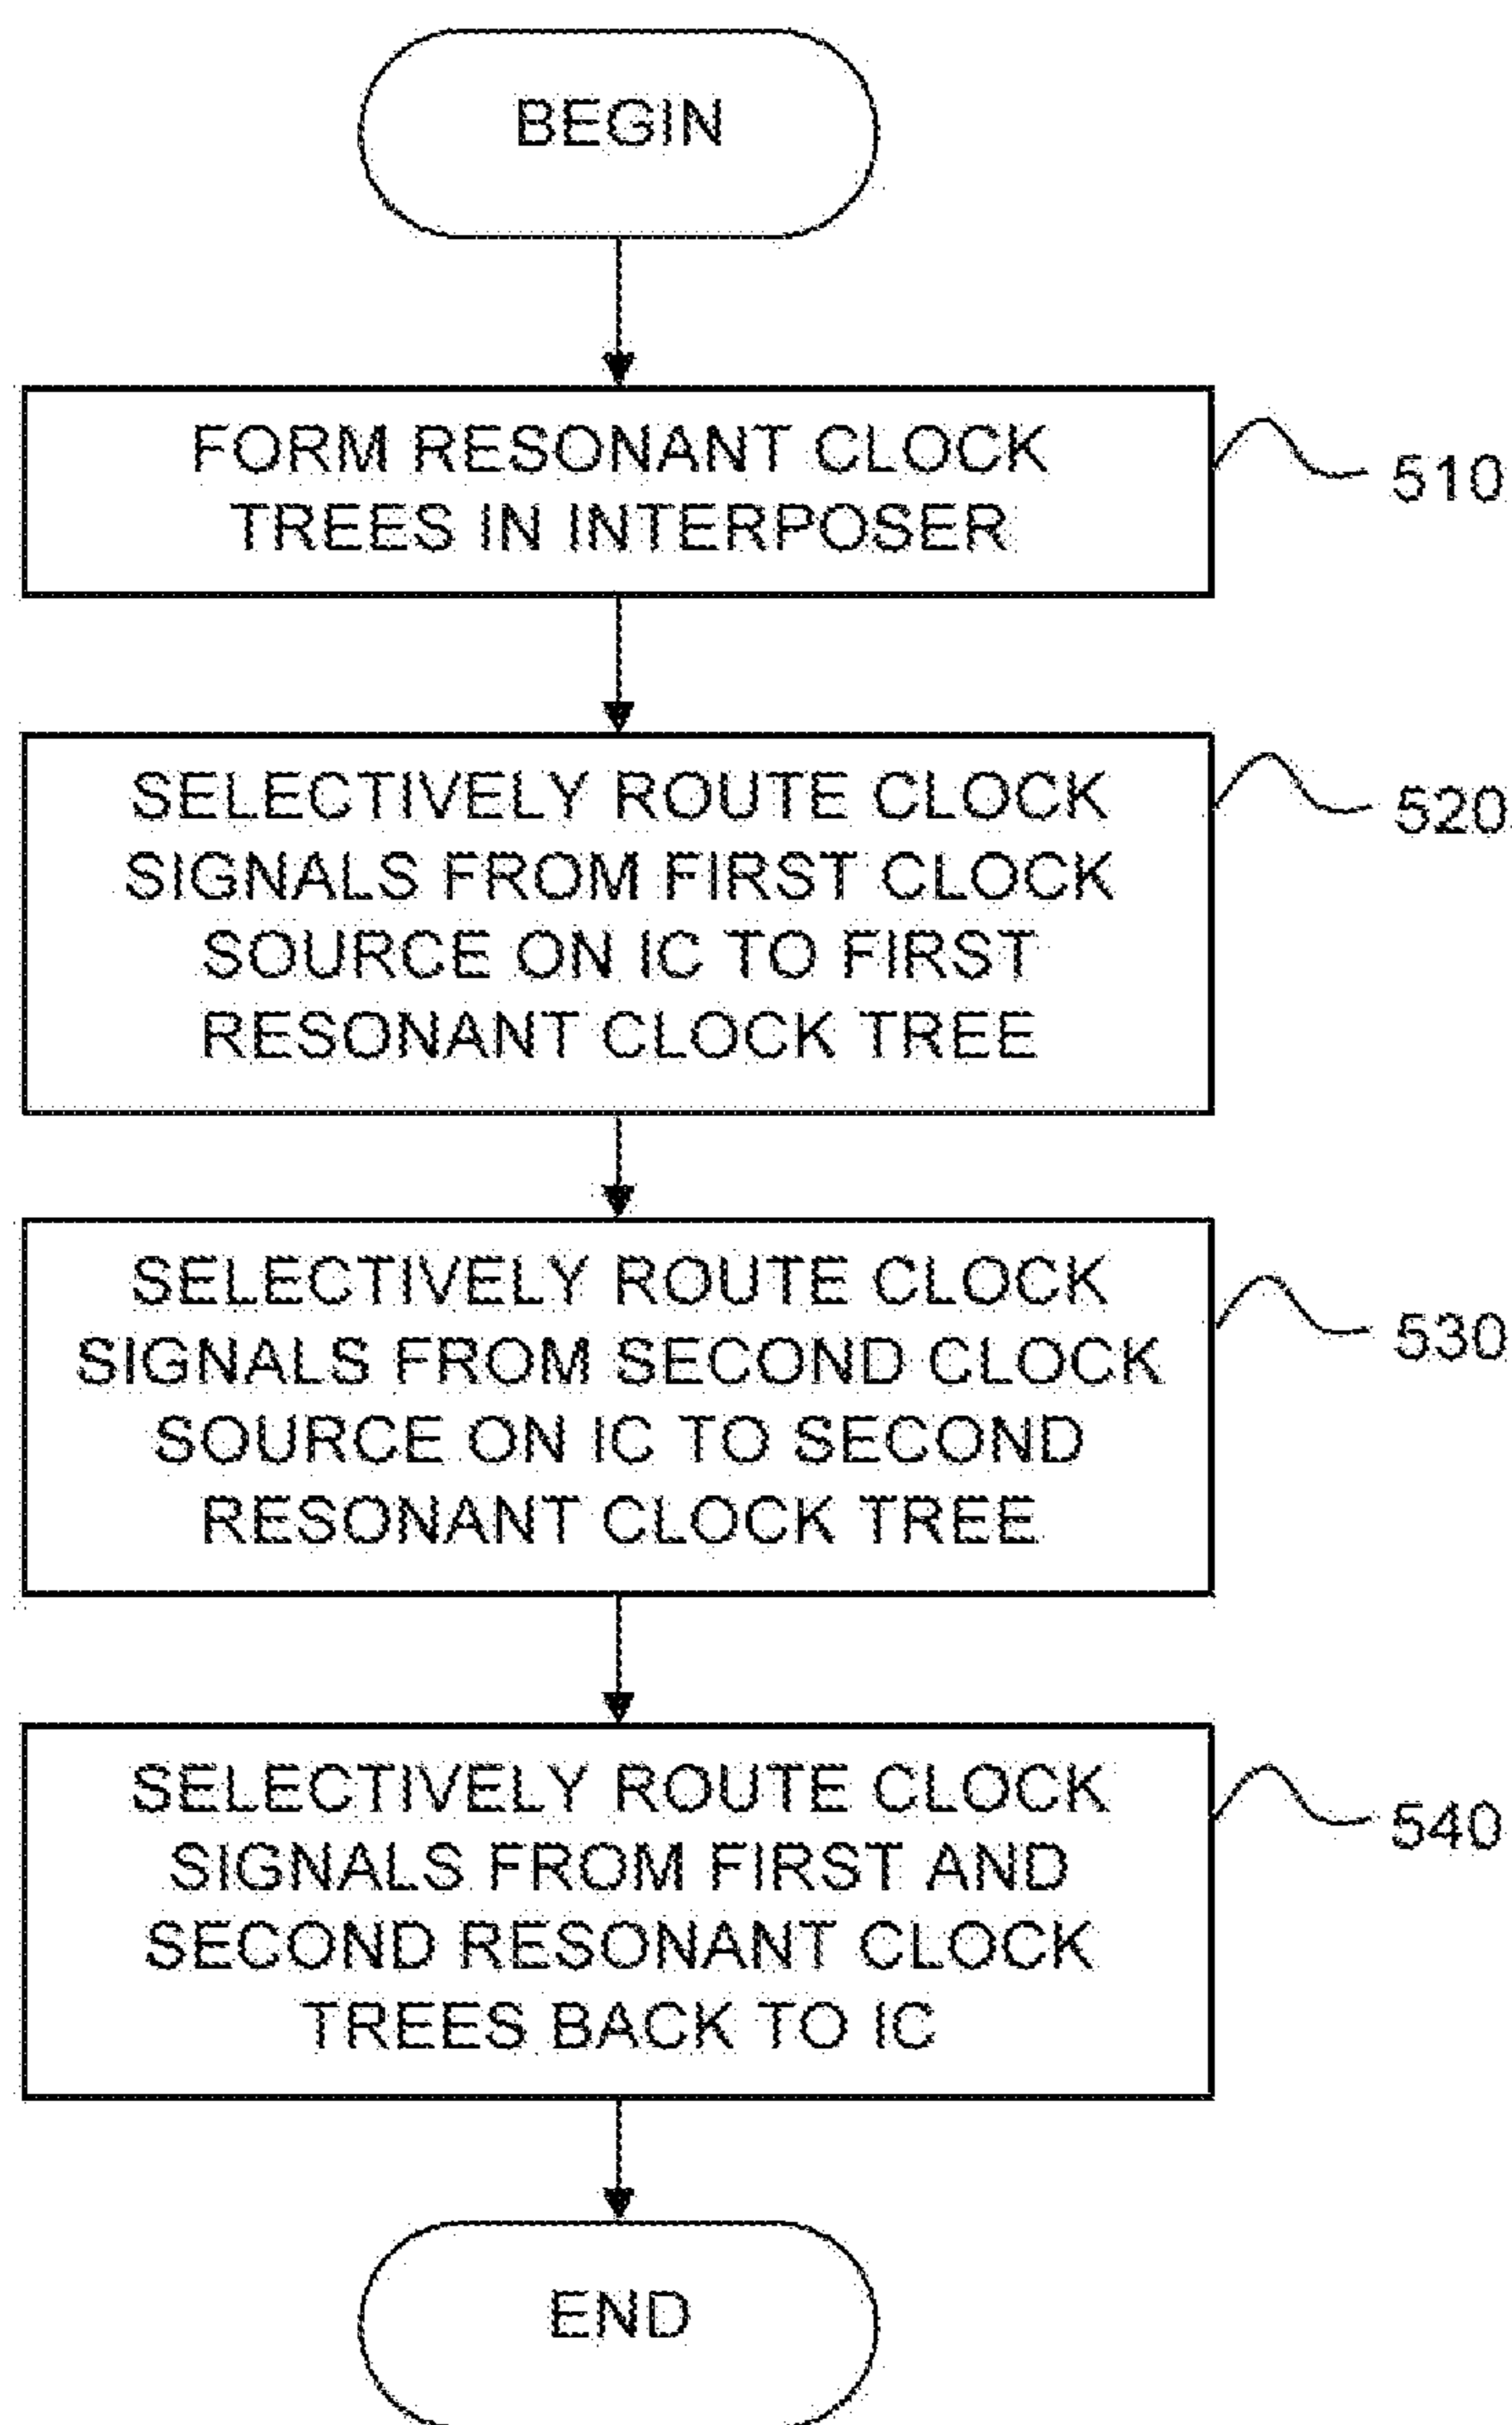 BEGIN
FORM RESONANT CLOCK
TREES IN INTERPOSER
510
SELECTIVELY ROUTE CLOCK
SIGNALS FROM FIRST CLOCK
SOURCE ON IC TO FIRST
RESONANT CLOCK TREE
520
SELECTIVELY ROUTE CLOCK
SIGNALS FROM SECOND CLOCK
SOURCE ON IC TO SECOND
RESONANT CLOCK TREE
530
SELECTIVELY ROUTE CLOCK
SIGNALS FROM FIRST AND
SECOND RESONANT CLOCK
TREES BACK TO IC
540
END